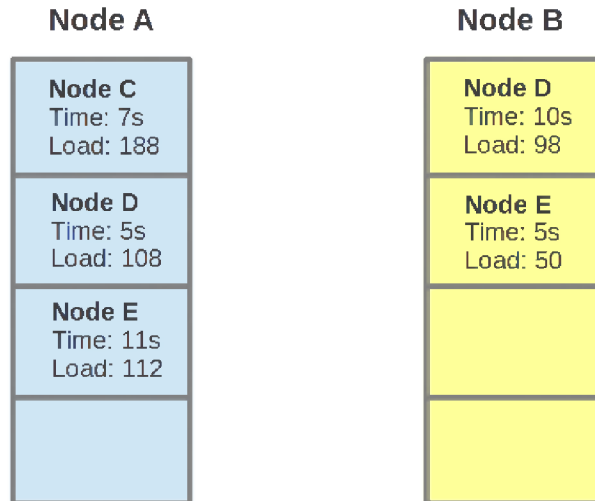 Node A
Node C
Time: 7s
Load: 188
Node D
Time: 5s
Load: 108
Node E
Time: 11s
Load: 112
Node B
Node D
Time: 10s
Load: 98
Node E
Time: 5s
Load: 50